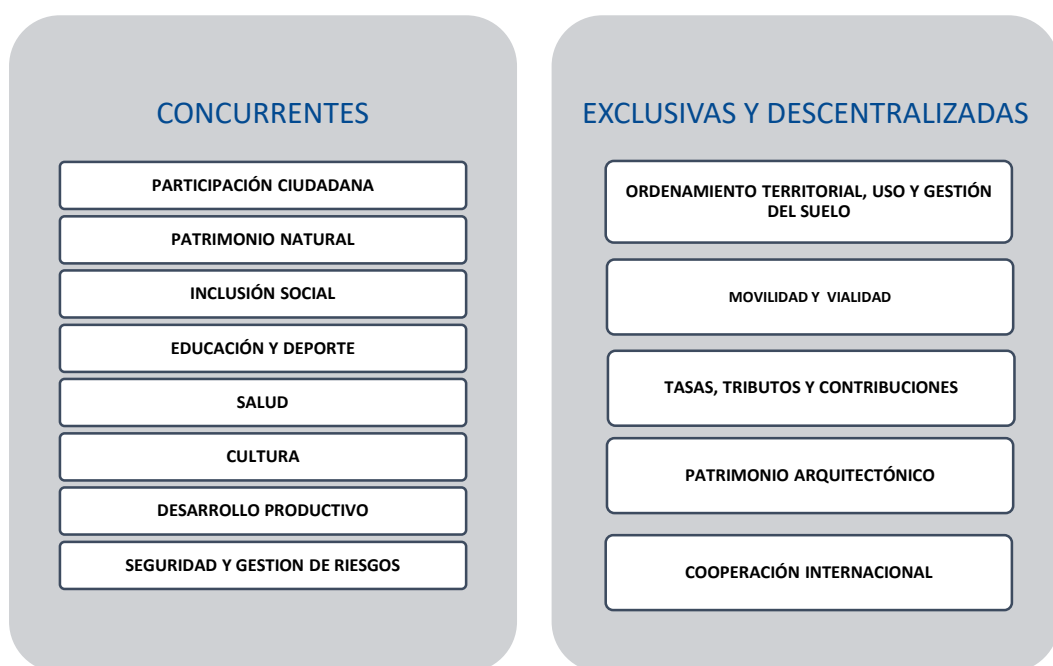 CONCURRENTES
PARTICIPACIÓN CIUDADANA
PATRIMONIO NATURAL
INCLUSIÓN SOCIAL
EDUCACIÓN Y DEPORTE
SALUD
CULTURA
DESARROLLO PRODUCTIVO
SEGURIDAD Y GESTION DE RIESGOS
EXCLUSIVAS Y DESCENTRALIZADAS
ORDENAMIENTO TERRITORIAL, USO Y GESTIÓN
DEL SUELO
MOVILIDAD Y VIALIDAD
TASAS, TRIBUTOS Y CONTRIBUCIONES
PATRIMONIO ARQUITECTÓNICO
COOPERACIÓN INTERNACIONAL